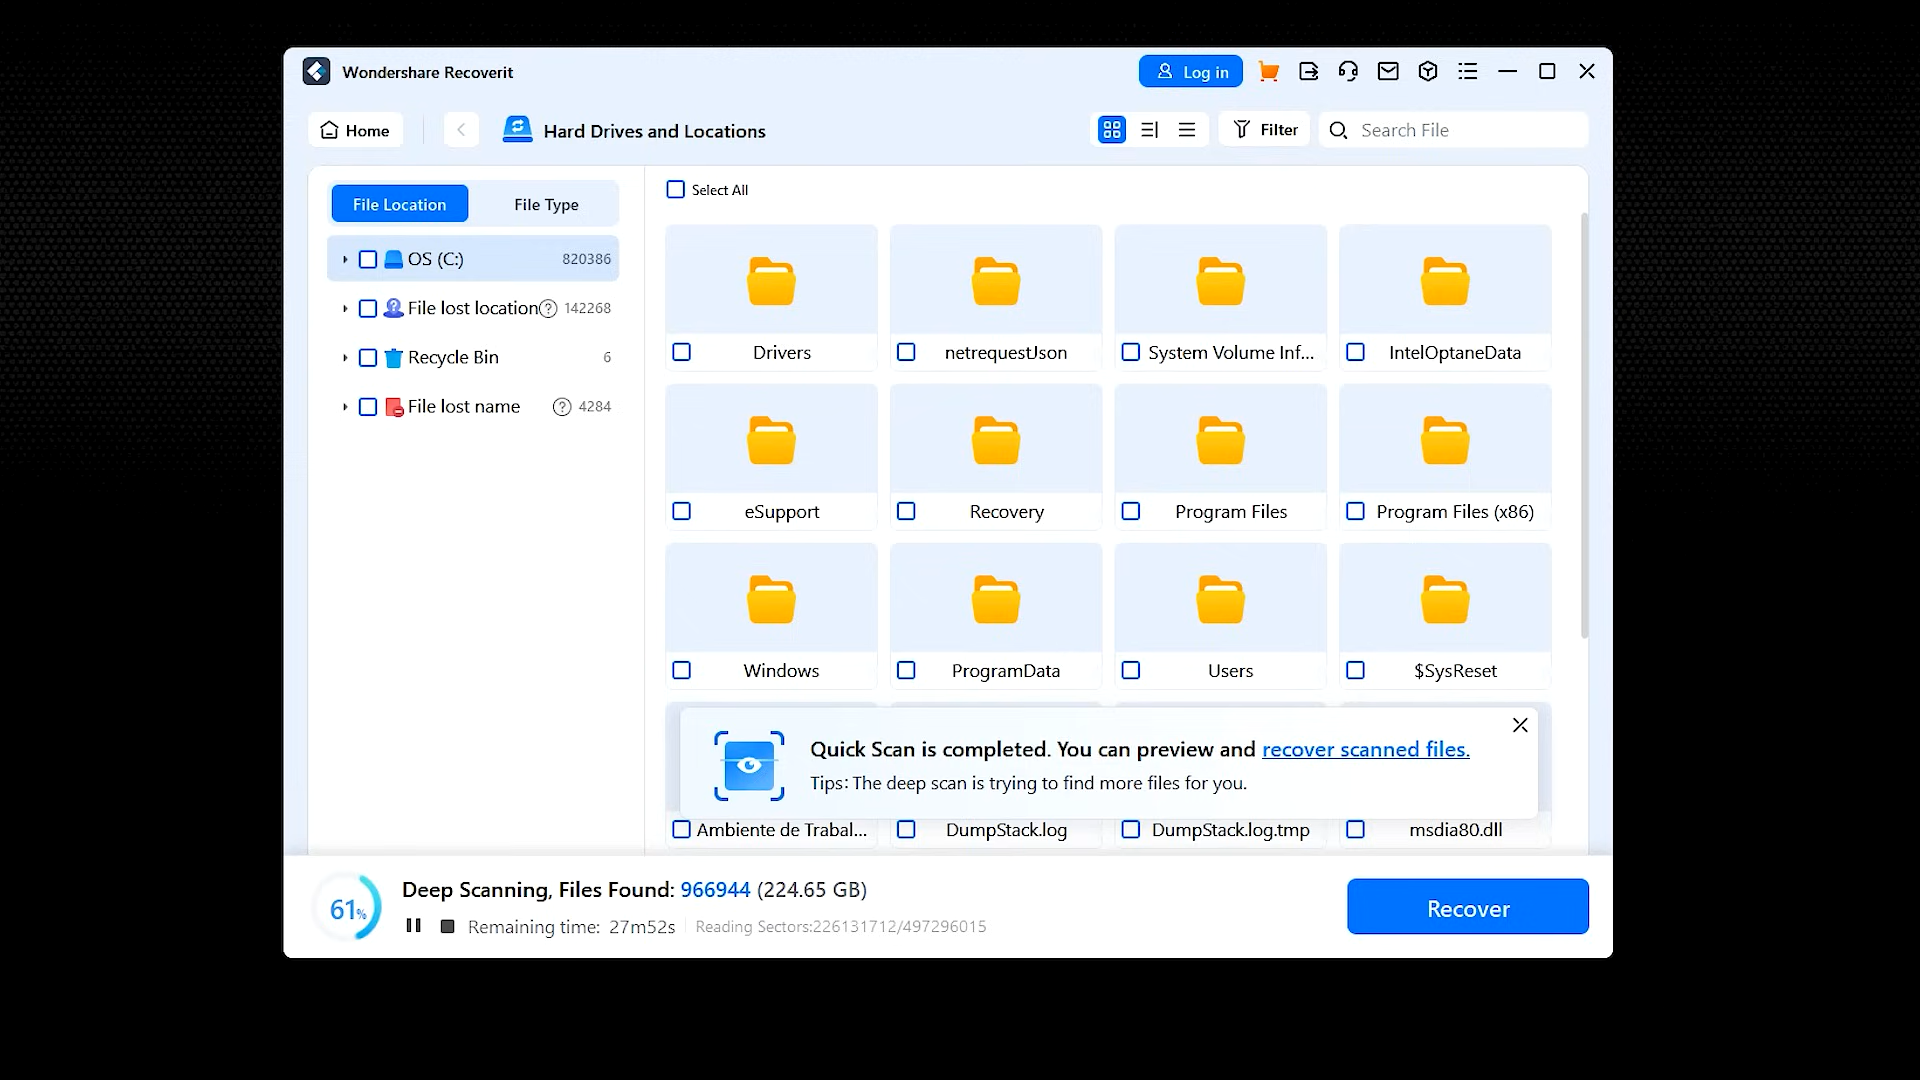 Wondershare Recoverit
Log in
Home
Hard Drives and Locations
Filter
Search File
File Location
File Type
Select All
OS (C:) 820386
File lost location ? 142268
Recycle Bin 6
File lost name ? 4284
Drivers
netrequestJson
System Volume Inf...
IntelOptaneData
eSupport
Recovery
Program Files
Program Files (x86)
Windows
ProgramData
Users
$SysReset
Quick Scan is completed. You can preview and recover scanned files.
Tips: The deep scan is trying to find more files for you.
Ambiente de Trabal...
DumpStack.log
DumpStack.log.tmp
msdia80.dll
61%
Deep Scanning, Files Found: 966944 (224.65 GB)
Remaining time: 27m52s
Reading Sectors:226131712/497296015
Recover